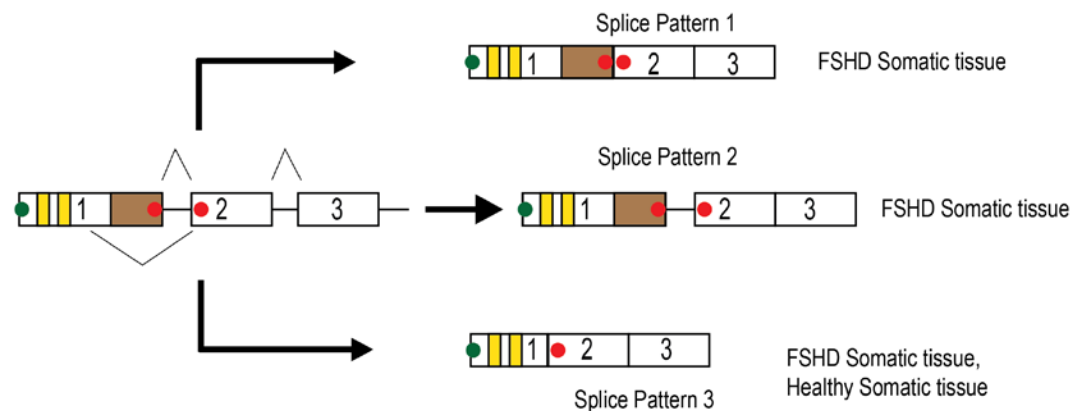 Splice Pattern 1
1 2 3
FSHD Somatic tissue
Splice Pattern 2
1 2 3
1 2 3
FSHD Somatic tissue
1 2 3
FSHD Somatic tissue,
Healthy Somatic tissue
Splice Pattern 3